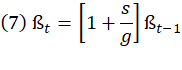 (7) ß_t = [1 + s/g] ß_{t−1}